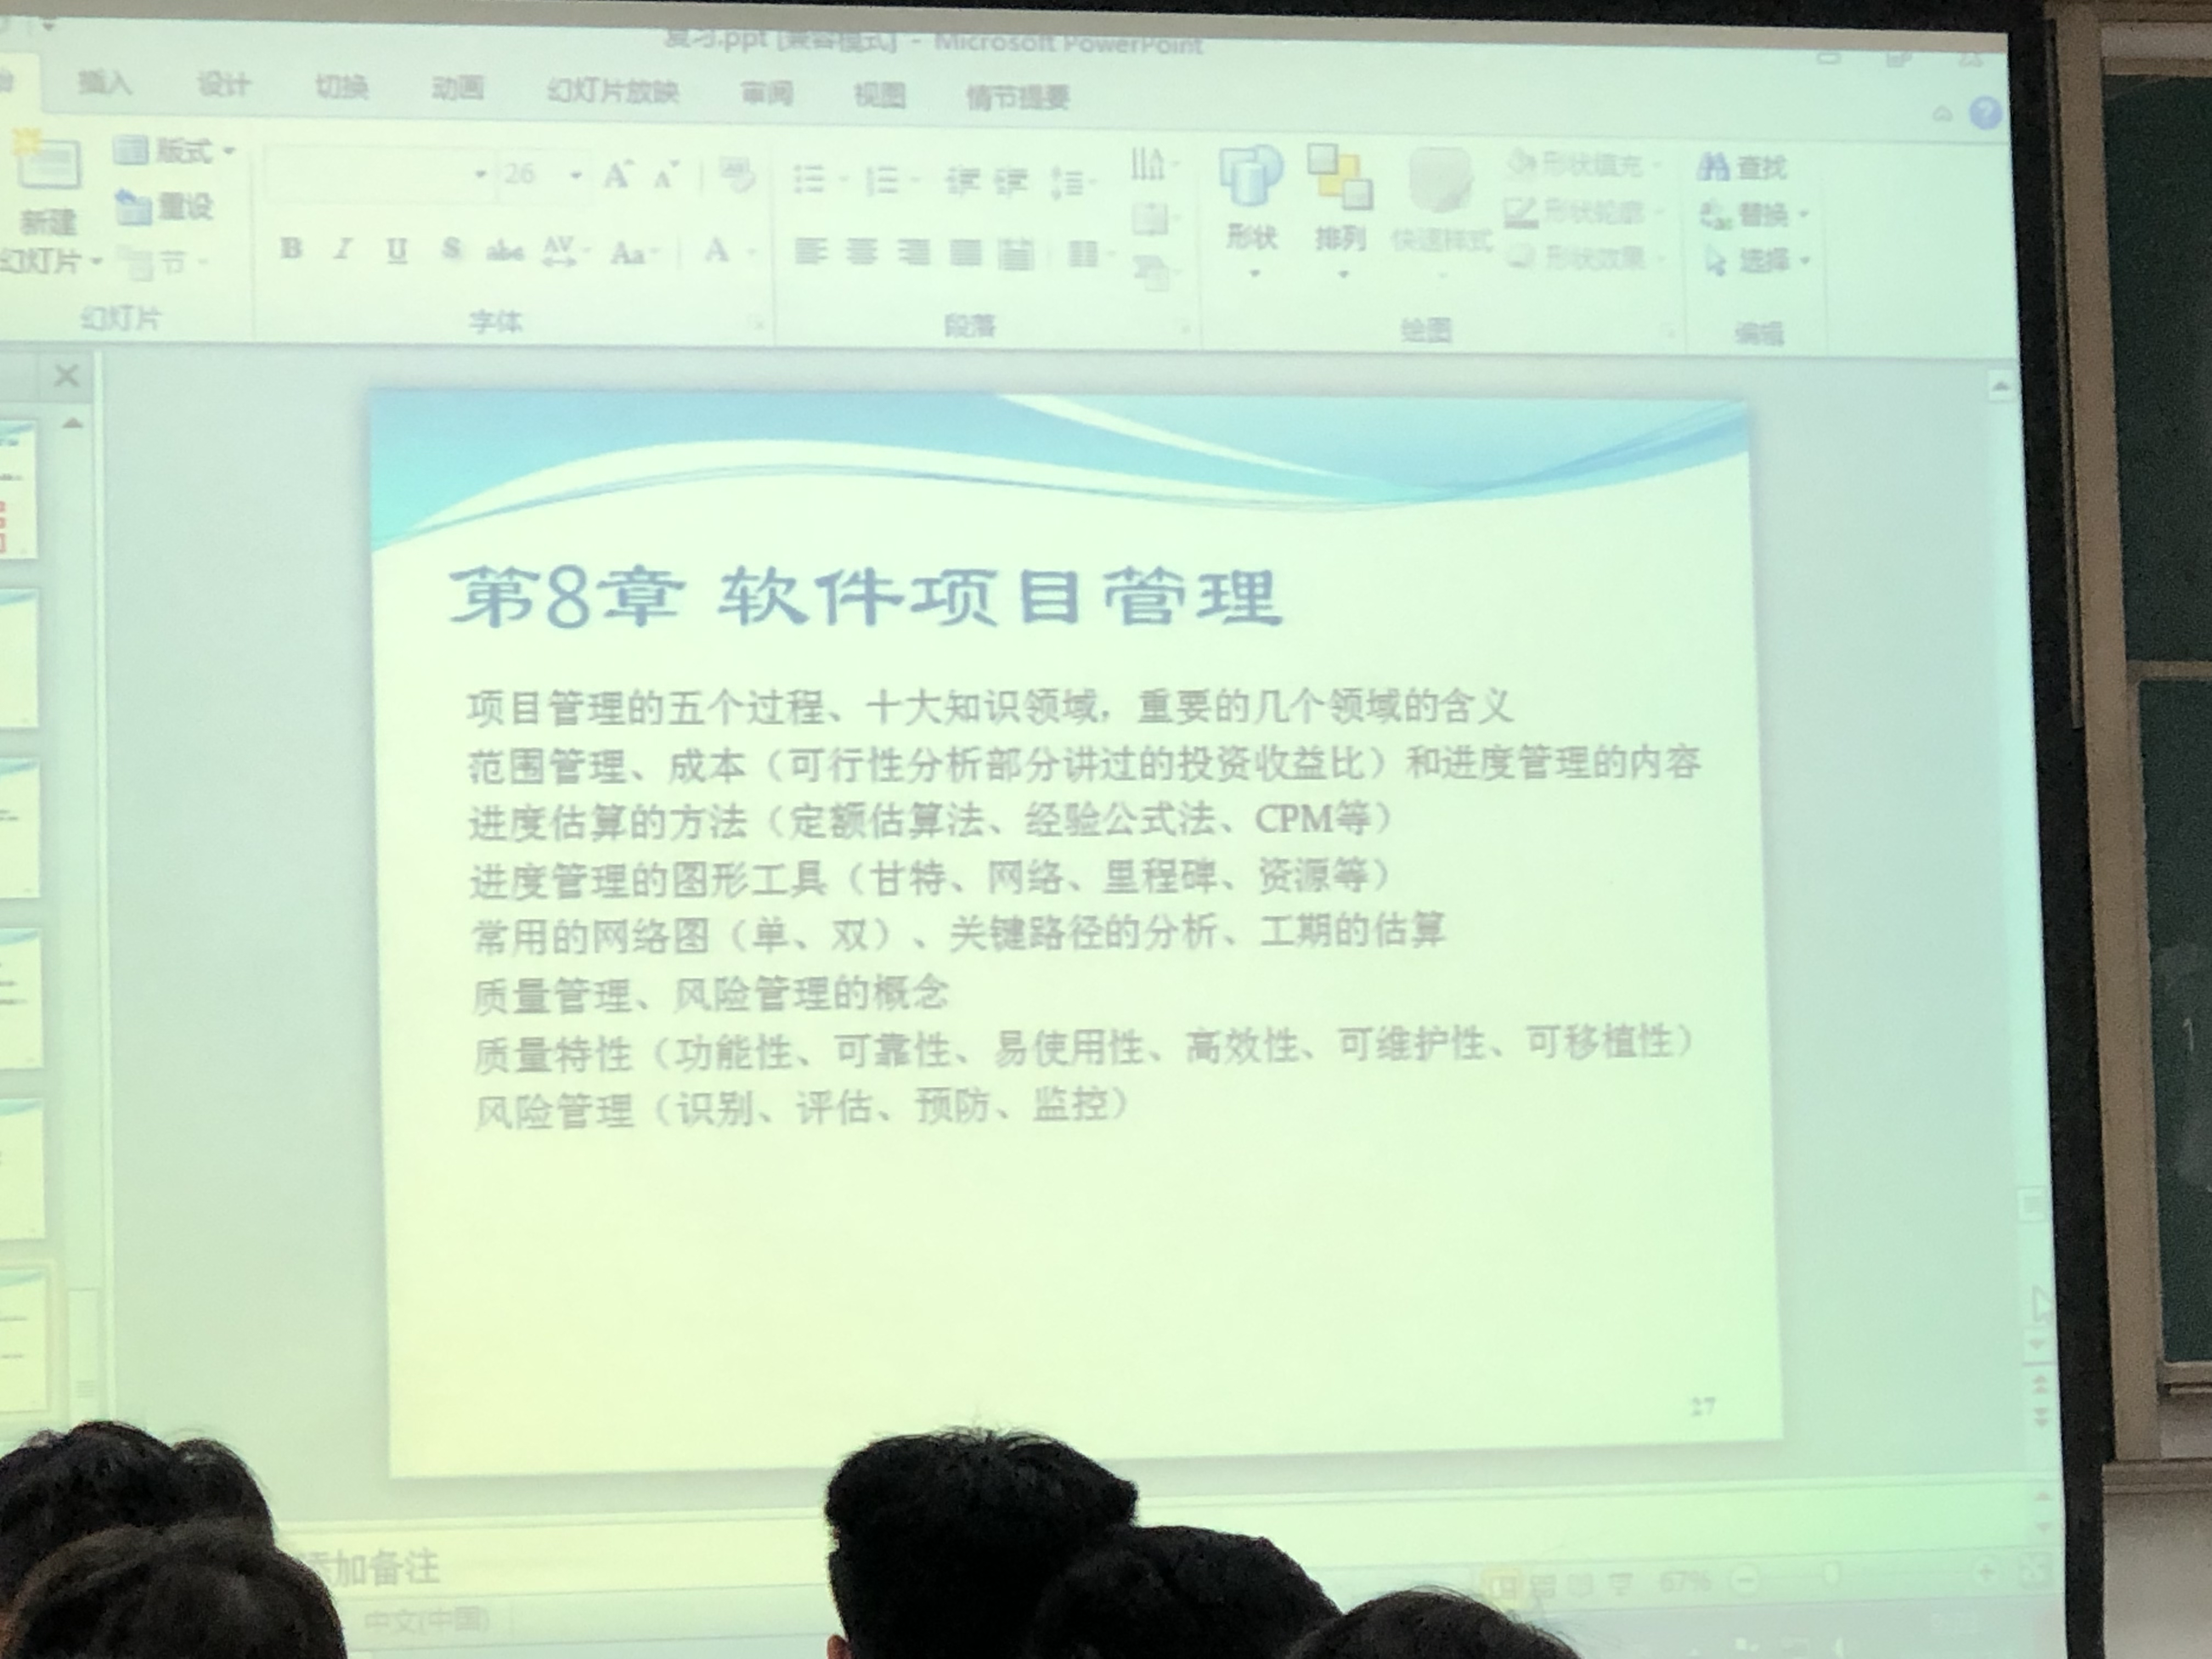 复习.ppt [兼容模式] - Microsoft PowerPoint
插入 设计 切换 动画 幻灯片放映 审阅 视图 情节提要
新建
幻灯片
版式
重设
节
幻灯片
26
B I U S abc AV Aa A
字体
段落
形状 排列 快速样式
形状填充
形状轮廓
形状效果
绘图
查找
替换
选择
编辑
第8章 软件项目管理
项目管理的五个过程、十大知识领域，重要的几个领域的含义
范围管理、成本（可行性分析部分讲过的投资收益比）和进度管理的内容
进度估算的方法（定额估算法、经验公式法、CPM等）
进度管理的图形工具（甘特、网络、里程碑、资源等）
常用的网络图（单、双）、关键路径的分析、工期的估算
质量管理、风险管理的概念
质量特性（功能性、可靠性、易使用性、高效性、可维护性、可移植性）
风险管理（识别、评估、预防、监控）
27
添加备注
中文(中国)
67%